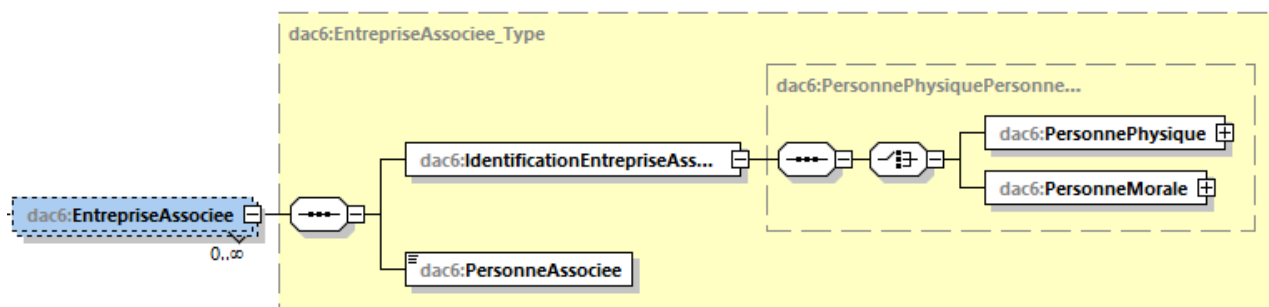 dac6:EntrepriseAssociee_Type
dac6:PersonnePhysiquePersonne...
dac6:PersonnePhysique
dac6:IdentificationEntrepriseAss...
dac6:PersonneMorale
dac6:EntrepriseAssociee
0..∞
dac6:PersonneAssociee